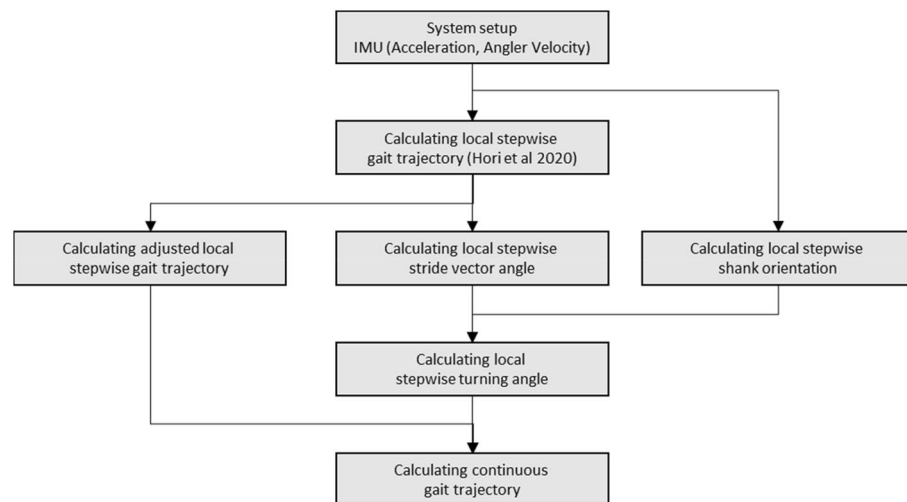 System setup
IMU (Acceleration, Angler Velocity)
Calculating local stepwise
gait trajectory (Hori et al 2020)
Calculating adjusted local
stepwise gait trajectory
Calculating local stepwise
stride vector angle
Calculating local stepwise
shank orientation
Calculating local
stepwise turning angle
Calculating continuous
gait trajectory